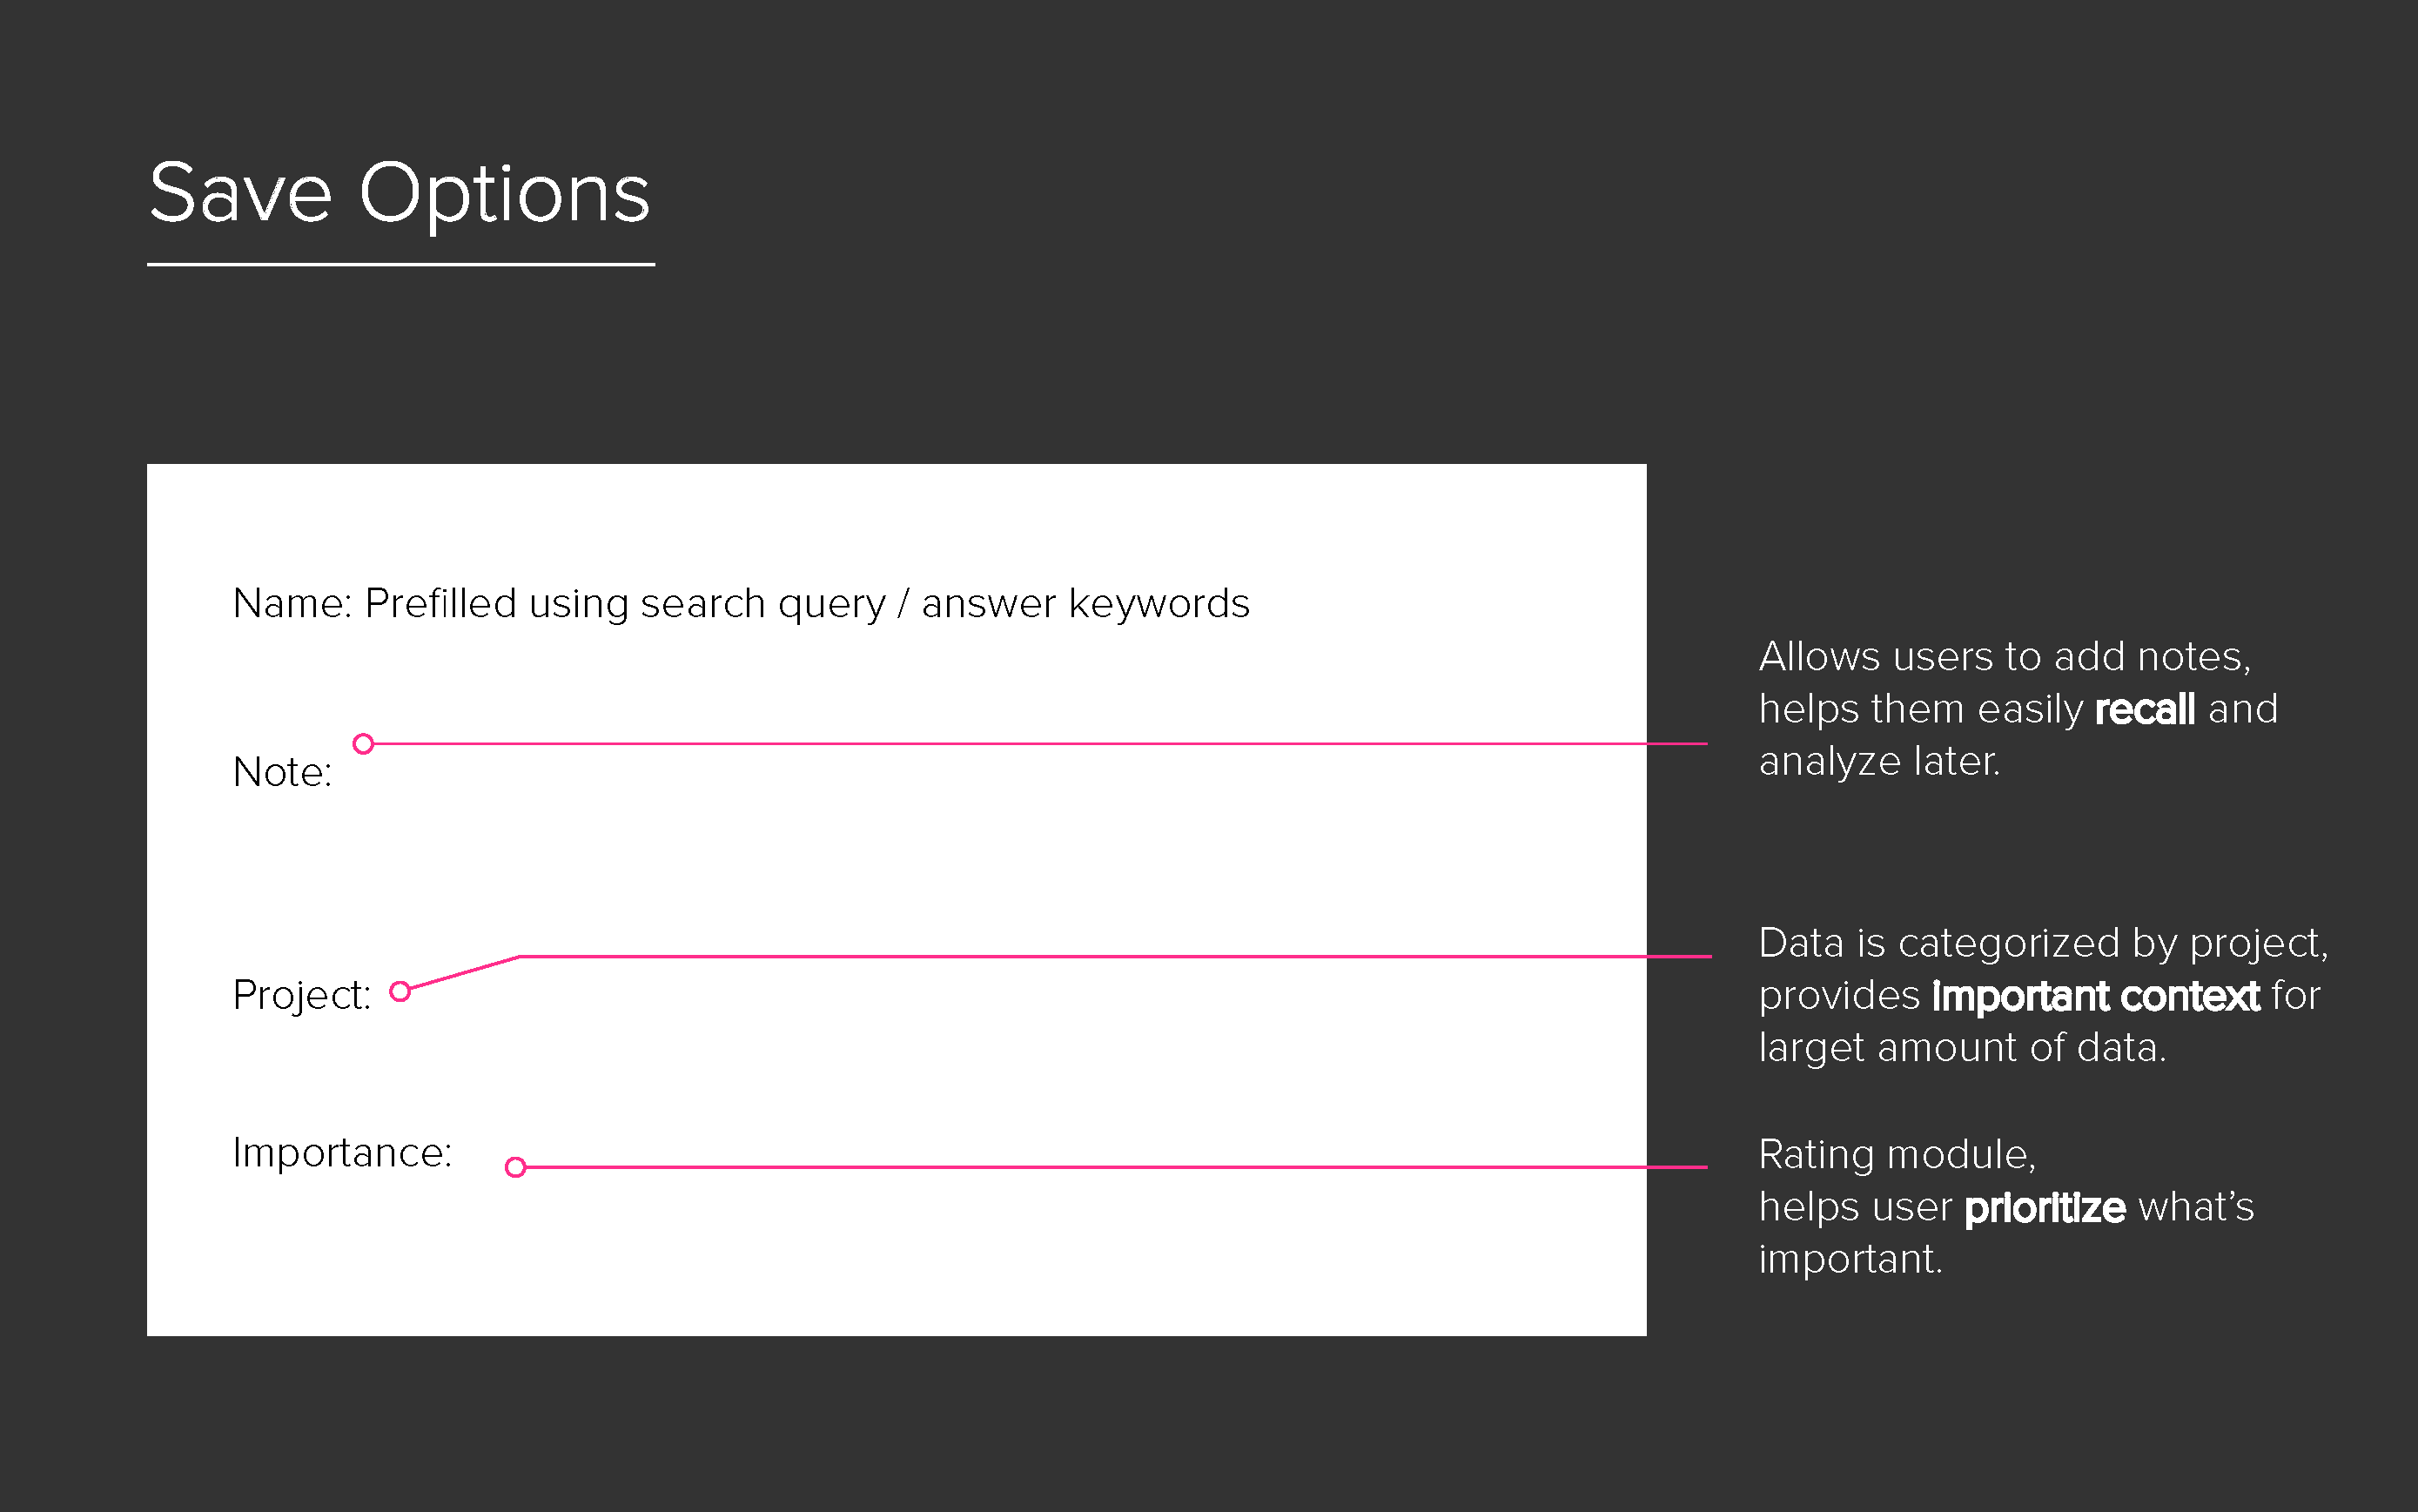 Save Options
Name: Prefilled using search query / answer keywords
Note:
Project:
Importance:
Allows users to add notes,
helps them easily recall and
analyze later.
Data is categorized by project,
provides important context for
larget amount of data.
Rating module,
helps user prioritize what’s
important.